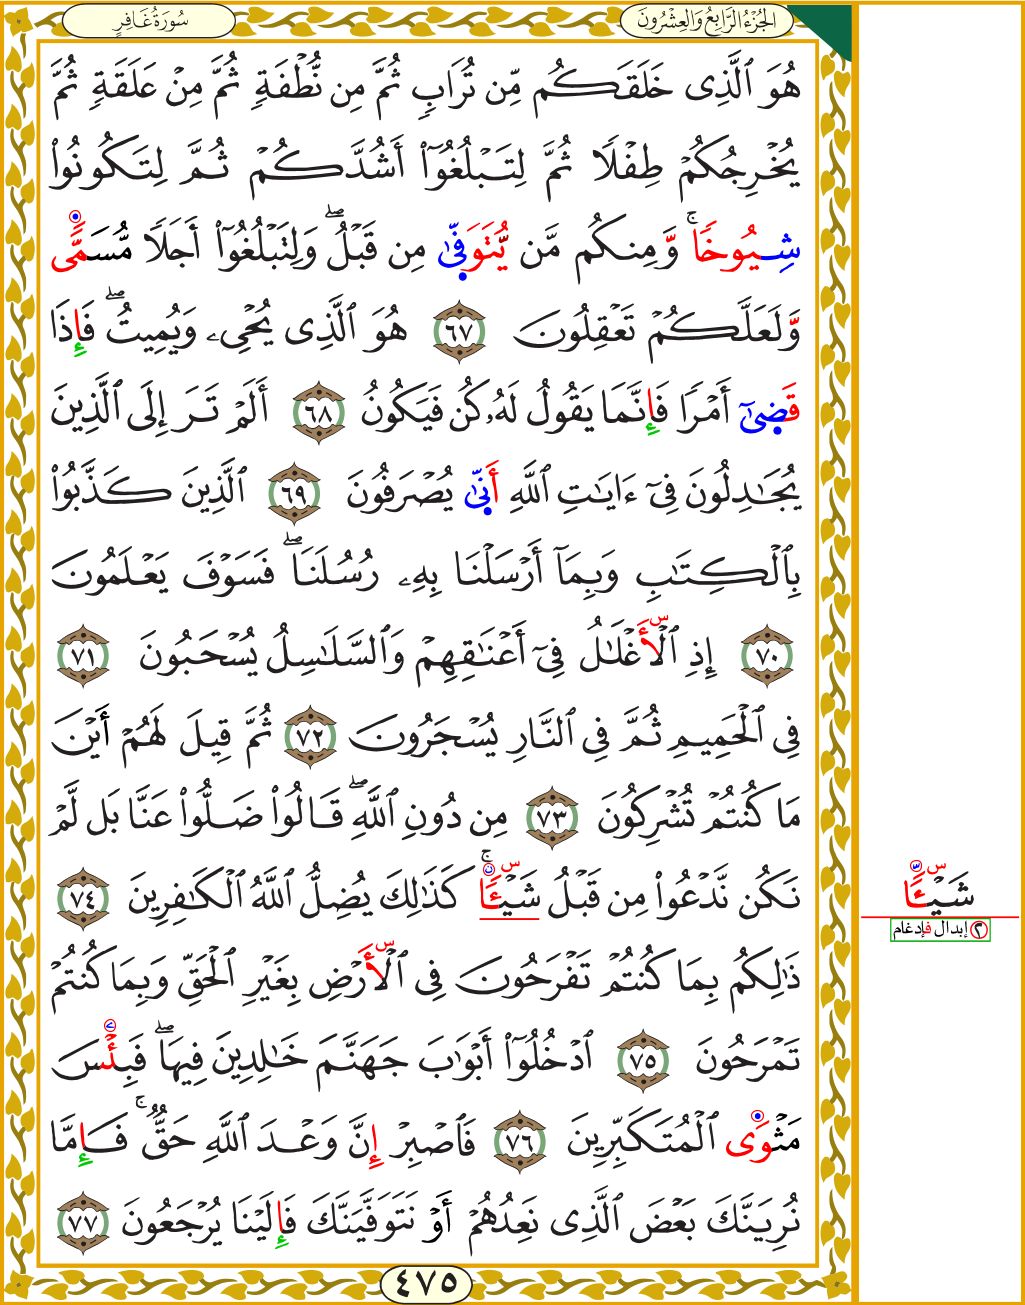 الجُزْءُ الرَّابِعُ وَالعِشْرُونَ
سُورَةُ غَافِرٍ
هُوَ ٱلَّذِى خَلَقَكُم مِّن تُرَابٍ ثُمَّ مِن نُّطْفَةٍ ثُمَّ مِنْ عَلَقَةٍ ثُمَّ
يُخْرِجُكُمْ طِفْلًا ثُمَّ لِتَبْلُغُوٓا۟ أَشُدَّكُمْ ثُمَّ لِتَكُونُوا۟
شِيُوخًا ۚ وَّمِنكُم مَّن يُّتَوَفّىٰ مِن قَبْلُ ۖ وَلِتَبْلُغُوٓا۟ أَجَلًا مُّسَمًّى
وَّلَعَلَّكُمْ تَعْقِلُونَ ٦٧ هُوَ ٱلَّذِى يُحْىِۦ وَيُمِيتُ ۖ فَإِذَا
قَضىٰٓ أَمْرًا فَإِنَّمَا يَقُولُ لَهُۥ كُن فَيَكُونُ ٦٨ أَلَمْ تَرَ إِلَى ٱلَّذِينَ
يُجَـٰدِلُونَ فِىٓ ءَايَـٰتِ ٱللَّهِ أَنّىٰ يُصْرَفُونَ ٦٩ ٱلَّذِينَ كَذَّبُوا۟
بِٱلْكِتَـٰبِ وَبِمَآ أَرْسَلْنَا بِهِۦ رُسُلَنَا ۖ فَسَوْفَ يَعْلَمُونَ
٧٠ إِذِ ٱلْأَغْلَـٰلُ فِىٓ أَعْنَـٰقِهِمْ وَٱلسَّلَـٰسِلُ يُسْحَبُونَ ٧١
فِى ٱلْحَمِيمِ ثُمَّ فِى ٱلنَّارِ يُسْجَرُونَ ٧٢ ثُمَّ قِيلَ لَهُمْ أَيْنَ
مَا كُنتُمْ تُشْرِكُونَ ٧٣ مِن دُونِ ٱللَّهِ ۖ قَالُوا۟ ضَلُّوا۟ عَنَّا بَل لَّمْ
نَكُن نَّدْعُوا۟ مِن قَبْلُ شَيْـًٔا ۚ كَذَٰلِكَ يُضِلُّ ٱللَّهُ ٱلْكَـٰفِرِينَ ٧٤
ذَٰلِكُم بِمَا كُنتُمْ تَفْرَحُونَ فِى ٱلْأَرْضِ بِغَيْرِ ٱلْحَقِّ وَبِمَا كُنتُمْ
تَمْرَحُونَ ٧٥ ٱدْخُلُوٓا۟ أَبْوَٰبَ جَهَنَّمَ خَـٰلِدِينَ فِيهَا ۖ فَبِئْسَ
مَثْوَى ٱلْمُتَكَبِّرِينَ ٧٦ فَٱصْبِرْ إِنَّ وَعْدَ ٱللَّهِ حَقٌّ ۚ فَإِمَّا
نُرِيَنَّكَ بَعْضَ ٱلَّذِى نَعِدُهُمْ أَوْ نَتَوَفَّيَنَّكَ فَإِلَيْنَا يُرْجَعُونَ ٧٧
٤٧٥
شَيْـًٔا
٢ إبدال فإدغام